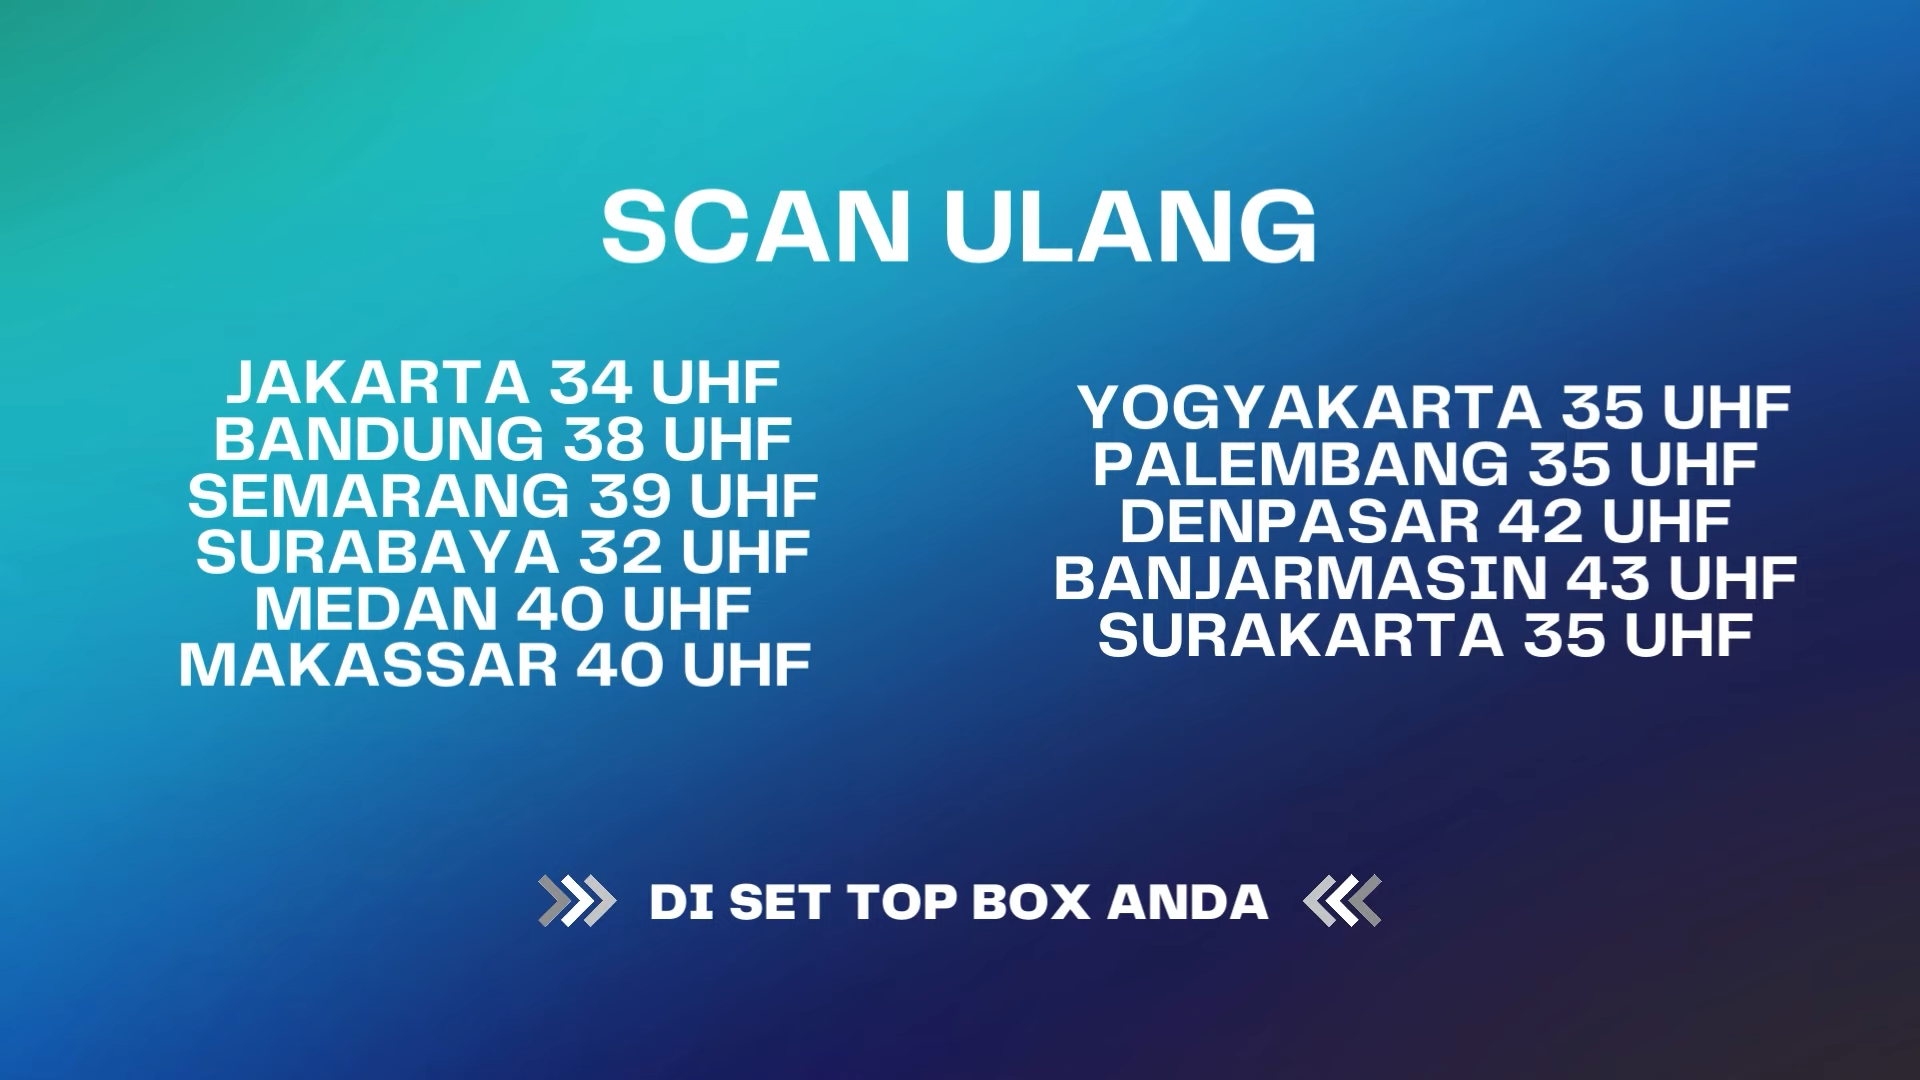 SCAN ULANG
JAKARTA 34 UHF
BANDUNG 38 UHF
SEMARANG 39 UHF
SURABAYA 32 UHF
MEDAN 40 UHF
MAKASSAR 40 UHF
YOGYAKARTA 35 UHF
PALEMBANG 35 UHF
DENPASAR 42 UHF
BANJARMASIN 43 UHF
SURAKARTA 35 UHF
DI SET TOP BOX ANDA